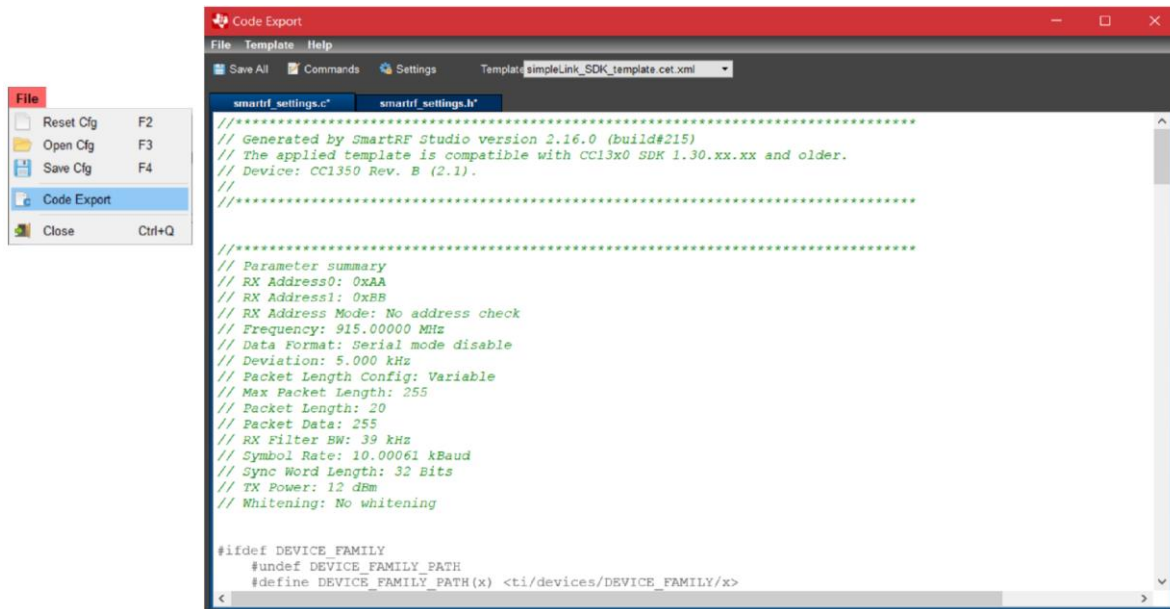 File
Reset Cfg F2
Open Cfg F3
Save Cfg F4
Code Export
Close Ctrl+Q
Code Export
File Template Help
Save All Commands Settings Template simpleLink_SDK_template.cet.xml
smartrf_settings.c* smartrf_settings.h*
//********************************************************************************
// Generated by SmartRF Studio version 2.16.0 (build#215)
// The applied template is compatible with CC13x0 SDK 1.30.xx.xx and older.
// Device: CC1350 Rev. B (2.1).
//
//********************************************************************************
//********************************************************************************
// Parameter summary
// RX Address0: 0xAA
// RX Address1: 0xBB
// RX Address Mode: No address check
// Frequency: 915.00000 MHz
// Data Format: Serial mode disable
// Deviation: 5.000 kHz
// Packet Length Config: Variable
// Max Packet Length: 255
// Packet Length: 20
// Packet Data: 255
// RX Filter BW: 39 kHz
// Symbol Rate: 10.00061 kBaud
// Sync Word Length: 32 Bits
// TX Power: 12 dBm
// Whitening: No whitening
#ifdef DEVICE_FAMILY
#undef DEVICE_FAMILY_PATH
#define DEVICE_FAMILY_PATH(x) <ti/devices/DEVICE_FAMILY/x>